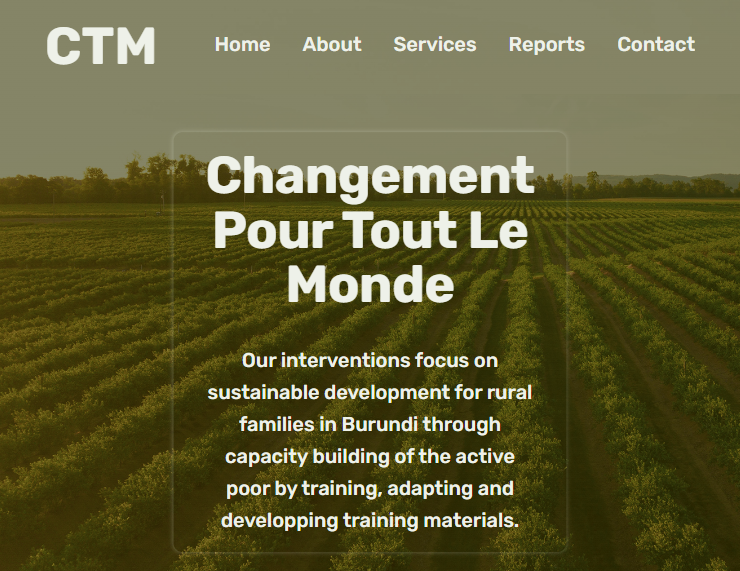 CTM
Home About Services Reports Contact
Changement
Pour Tout Le
Monde
Our interventions focus on
sustainable development for rural
families in Burundi through
capacity building of the active
poor by training, adapting and
developping training materials.